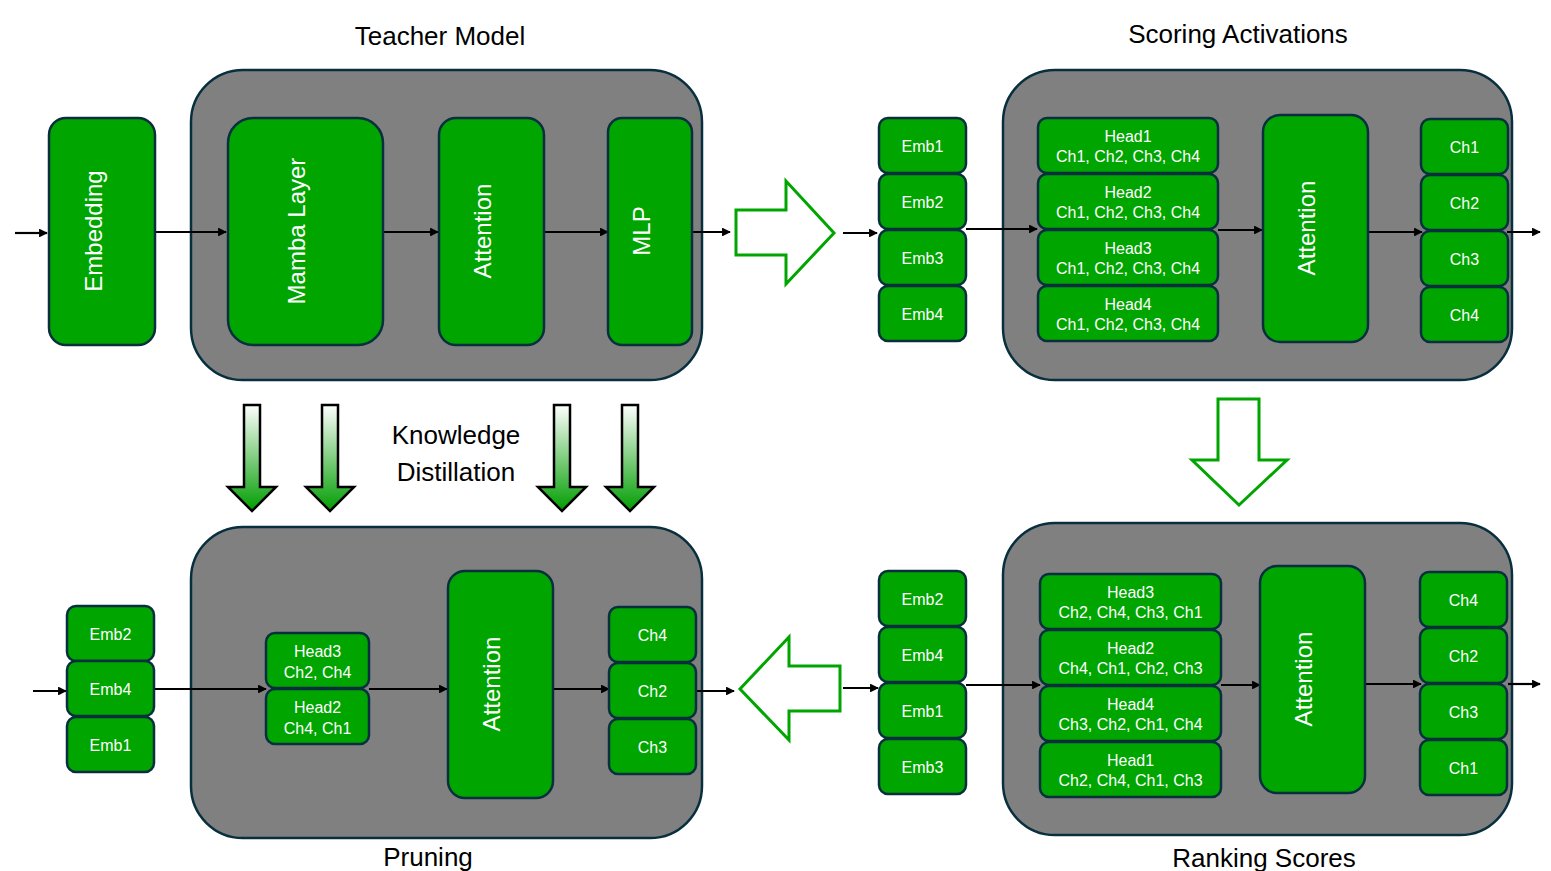 Teacher Model
Embedding
Mamba Layer
Attention
MLP
Scoring Activations
Emb1
Emb2
Emb3
Emb4
Head1
Ch1, Ch2, Ch3, Ch4
Head2
Ch1, Ch2, Ch3, Ch4
Head3
Ch1, Ch2, Ch3, Ch4
Head4
Ch1, Ch2, Ch3, Ch4
Attention
Ch1
Ch2
Ch3
Ch4
Knowledge
Distillation
Emb2
Emb4
Emb1
Head3
Ch2, Ch4
Head2
Ch4, Ch1
Attention
Ch4
Ch2
Ch3
Pruning
Emb2
Emb4
Emb1
Emb3
Head3
Ch2, Ch4, Ch3, Ch1
Head2
Ch4, Ch1, Ch2, Ch3
Head4
Ch3, Ch2, Ch1, Ch4
Head1
Ch2, Ch4, Ch1, Ch3
Attention
Ch4
Ch2
Ch3
Ch1
Ranking Scores